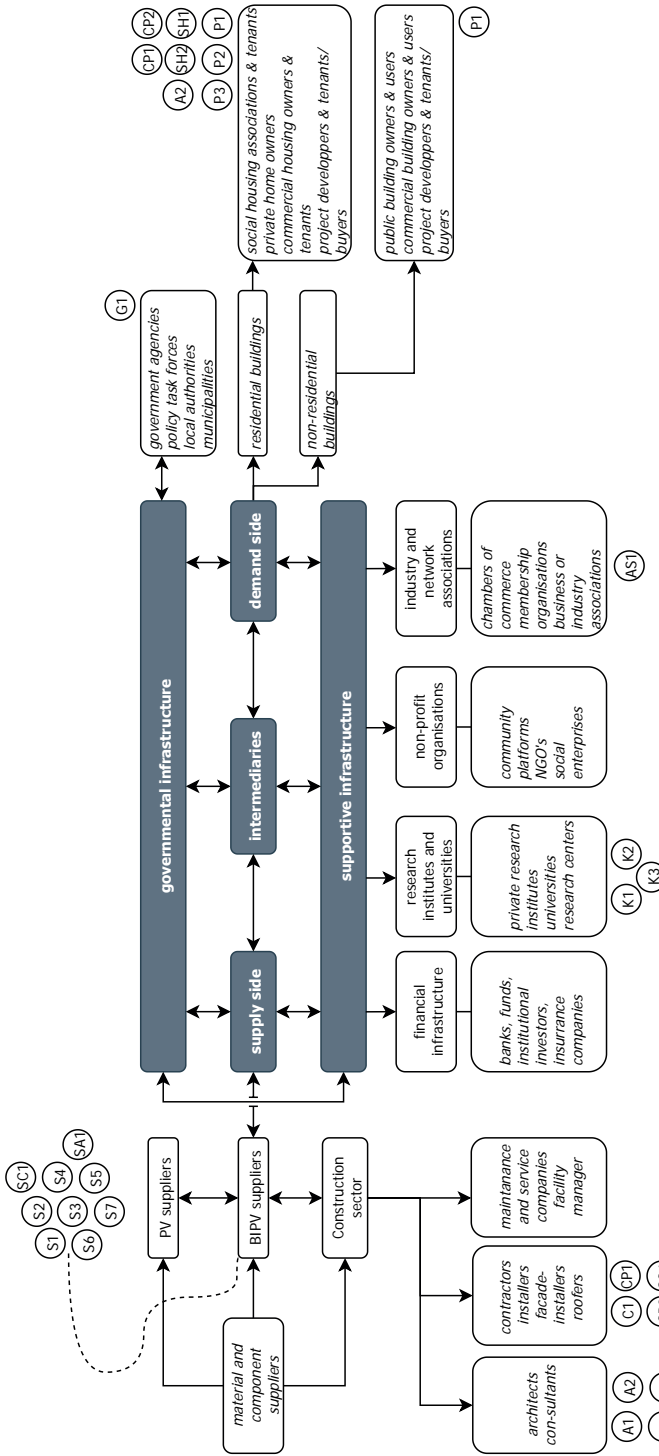 CP1
CP2
A2
SH2
SH1
P3
P2
P1
social housing associations & tenants
private home owners
commercial housing owners &
tenants
project developpers & tenants/
buyers
P1
public building owners & users
commercial building owners & users
project developpers & tenants/
buyers
G1
government agencies
policy task forces
local authorities
municipalities
residential buildings
non-residential
buildings
governmental infrastructure
supply side
intermediaries
demand side
supportive infrastructure
financial
infrastructure
research
institutes and
universities
non-profit
organisations
industry and
network
associations
banks, funds,
institutional
investors,
insurrance
companies
private research
institutes
universities
research centers
community
platforms
NGO's
social
enterprises
chambers of
commerce
membership
organisations
business or
industry
associations
K1
K2
K3
AS1
SC1
S2
S4
SA1
S1
S3
S5
S6
S7
PV suppliers
BIPV suppliers
Construction
sector
material and
component
suppliers
architects
con-sultants
contractors
installers
facade-
installers
roofers
maintanance
and service
companies
facility
manager
A1
A2
C1
CP1